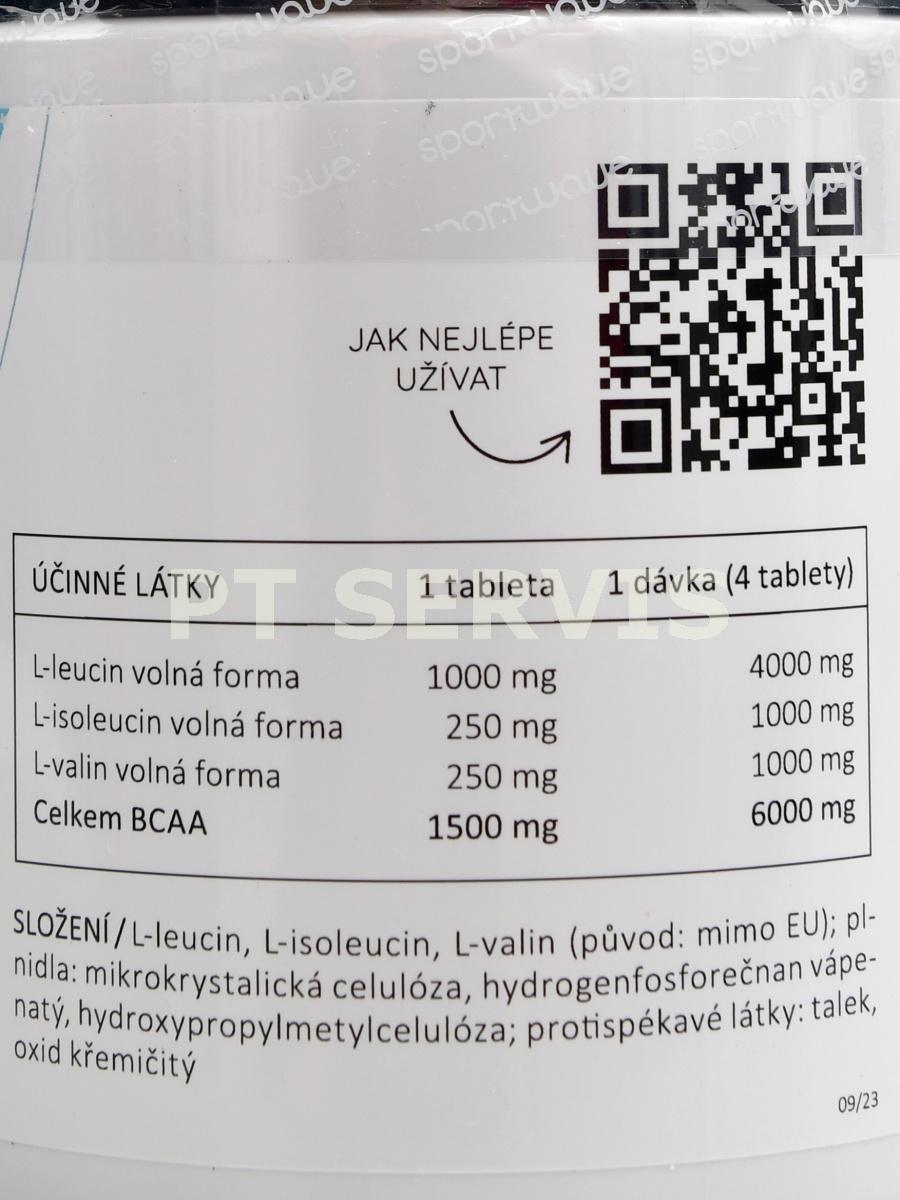 sportwave sportwave sportwave
sportwave sportwave
sportwave
JAK NEJLÉPE
UŽÍVAT
ÚČINNÉ LÁTKY 1 tableta 1 dávka (4 tablety)
PT SERVIS
L-leucin volná forma 1000 mg 4000 mg
L-isoleucin volná forma 250 mg 1000 mg
L-valin volná forma 250 mg 1000 mg
Celkem BCAA 1500 mg 6000 mg
SLOŽENÍ/L-leucin, L-isoleucin, L-valin (původ: mimo EU); pl-
nidla: mikrokrystalická celulóza, hydrogenfosforečnan vápe-
natý, hydroxypropylmetylcelulóza; protispékavé látky: talek,
oxid křemičitý
09/23